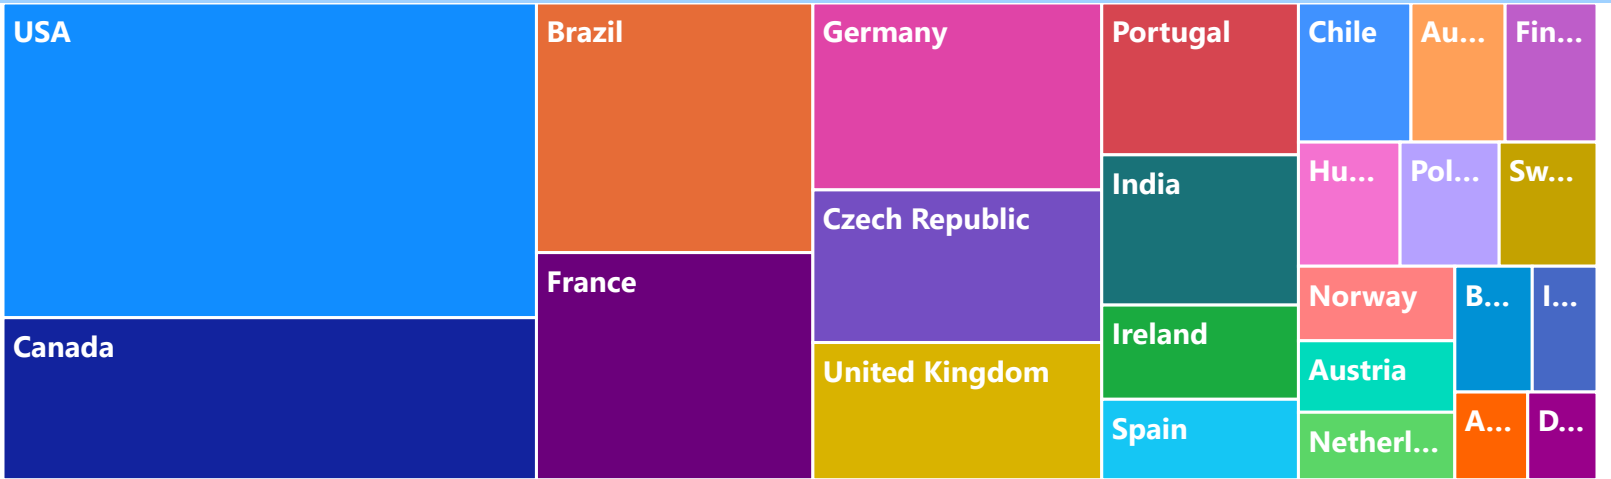 USA
Canada
Brazil
France
Germany
Czech Republic
United Kingdom
Portugal
India
Ireland
Spain
Chile
Au...
Fin...
Hu...
Pol...
Sw...
Norway
Austria
Netherl...
B...
I...
A...
D...